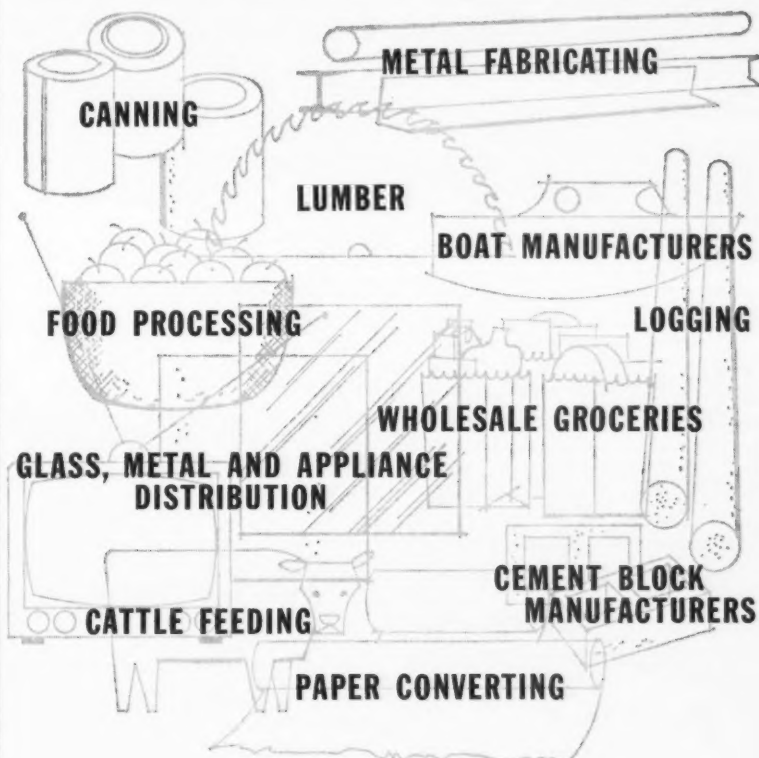 METAL FABRICATING
CANNING
LUMBER
BOAT MANUFACTURERS
FOOD PROCESSING
LOGGING
WHOLESALE GROCERIES
GLASS, METAL AND APPLIANCE
DISTRIBUTION
CEMENT BLOCK
MANUFACTURERS
CATTLE FEEDING
PAPER CONVERTING